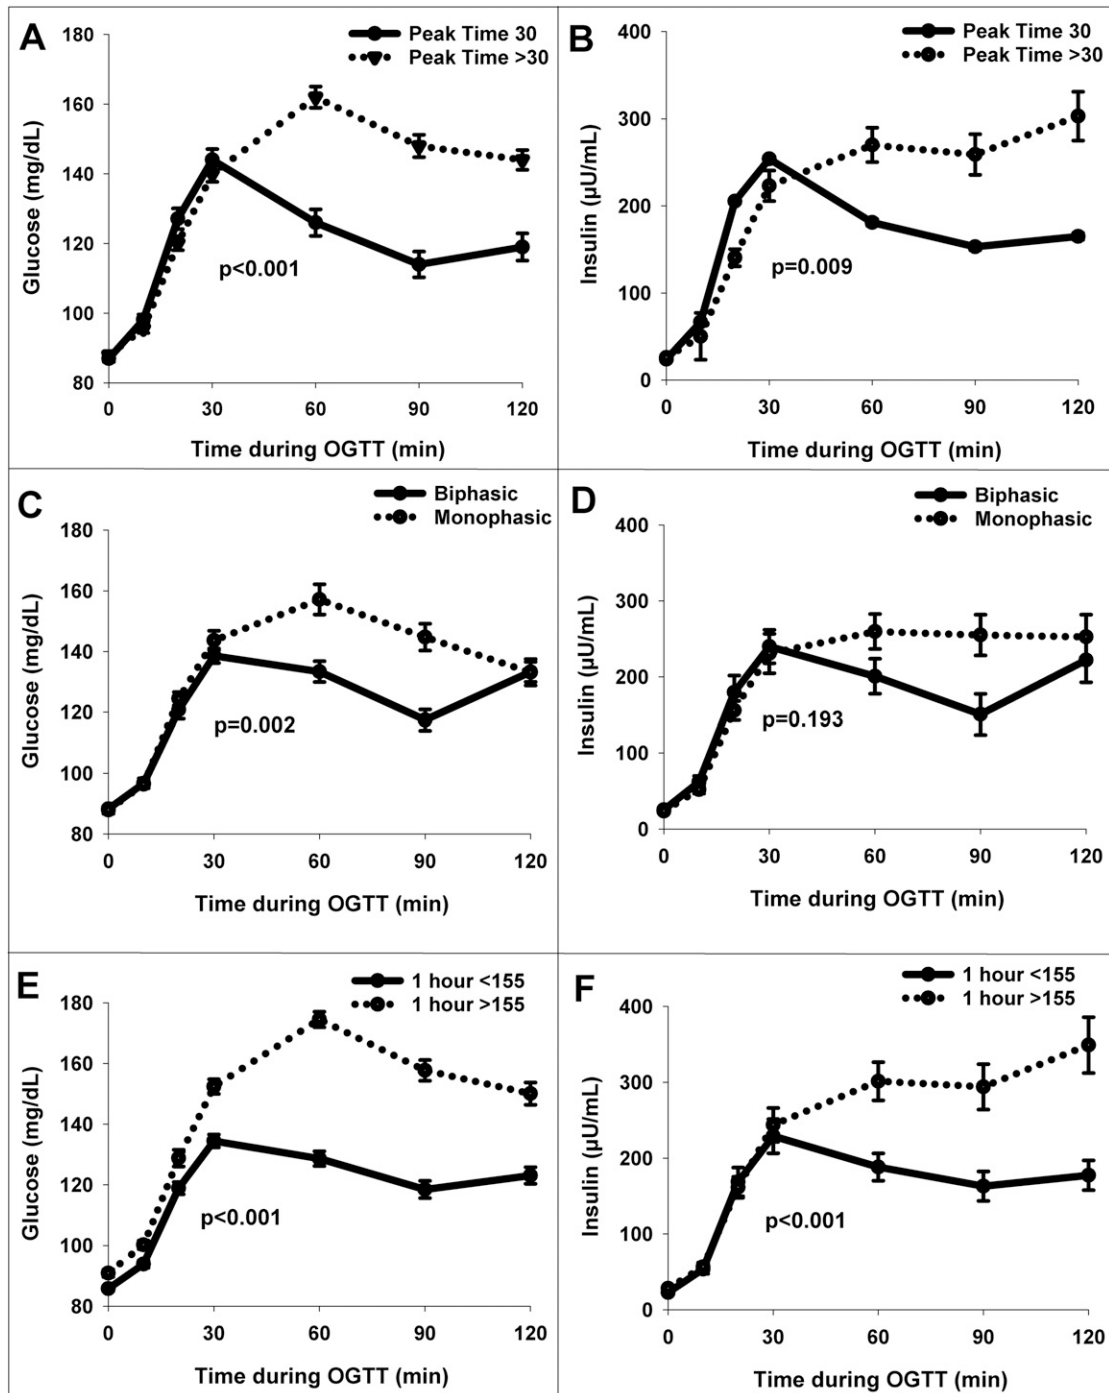 A
Peak Time 30
Peak Time >30
Glucose (mg/dL)
180
160
140
120
100
80
p<0.001
0 30 60 90 120
Time during OGTT (min)
B
Peak Time 30
Peak Time >30
Insulin (µU/mL)
400
300
200
100
0
p=0.009
0 30 60 90 120
Time during OGTT (min)
C
Biphasic
Monophasic
Glucose (mg/dL)
180
160
140
120
100
80
p=0.002
0 30 60 90 120
Time during OGTT (min)
D
Biphasic
Monophasic
Insulin (µU/mL)
400
300
200
100
0
p=0.193
0 30 60 90 120
Time during OGTT (min)
E
1 hour <155
1 hour >155
Glucose (mg/dL)
180
160
140
120
100
80
p<0.001
0 30 60 90 120
Time during OGTT (min)
F
1 hour <155
1 hour >155
Insulin (µU/mL)
400
300
200
100
0
p<0.001
0 30 60 90 120
Time during OGTT (min)